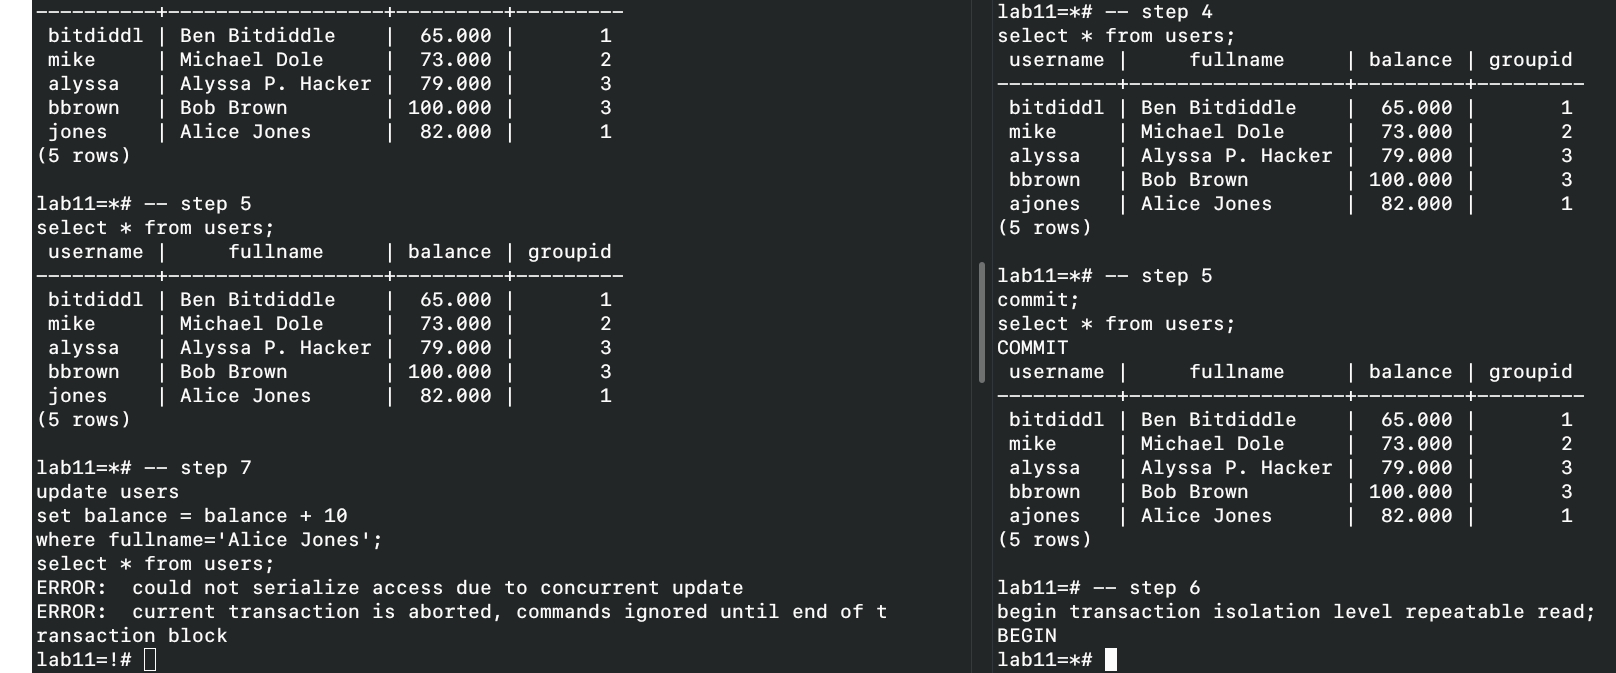 ----------+------------------+---------+---------
 bitdiddl | Ben Bitdiddle    |  65.000 |       1
 mike     | Michael Dole     |  73.000 |       2
 alyssa   | Alyssa P. Hacker |  79.000 |       3
 bbrown   | Bob Brown        | 100.000 |       3
 jones    | Alice Jones      |  82.000 |       1
(5 rows)
lab11=*# -- step 5
select * from users;
 username |     fullname     | balance | groupid
----------+------------------+---------+---------
 bitdiddl | Ben Bitdiddle    |  65.000 |       1
 mike     | Michael Dole     |  73.000 |       2
 alyssa   | Alyssa P. Hacker |  79.000 |       3
 bbrown   | Bob Brown        | 100.000 |       3
 jones    | Alice Jones      |  82.000 |       1
(5 rows)
lab11=*# -- step 7
update users
set balance = balance + 10
where fullname='Alice Jones';
select * from users;
ERROR:  could not serialize access due to concurrent update
ERROR:  current transaction is aborted, commands ignored until end of t
ransaction block
lab11=!#
lab11=*# -- step 4
select * from users;
 username |     fullname     | balance | groupid
----------+------------------+---------+---------
 bitdiddl | Ben Bitdiddle    |  65.000 |       1
 mike     | Michael Dole     |  73.000 |       2
 alyssa   | Alyssa P. Hacker |  79.000 |       3
 bbrown   | Bob Brown        | 100.000 |       3
 ajones   | Alice Jones      |  82.000 |       1
(5 rows)
lab11=*# -- step 5
commit;
select * from users;
COMMIT
 username |     fullname     | balance | groupid
----------+------------------+---------+---------
 bitdiddl | Ben Bitdiddle    |  65.000 |       1
 mike     | Michael Dole     |  73.000 |       2
 alyssa   | Alyssa P. Hacker |  79.000 |       3
 bbrown   | Bob Brown        | 100.000 |       3
 ajones   | Alice Jones      |  82.000 |       1
(5 rows)
lab11=# -- step 6
begin transaction isolation level repeatable read;
BEGIN
lab11=*#